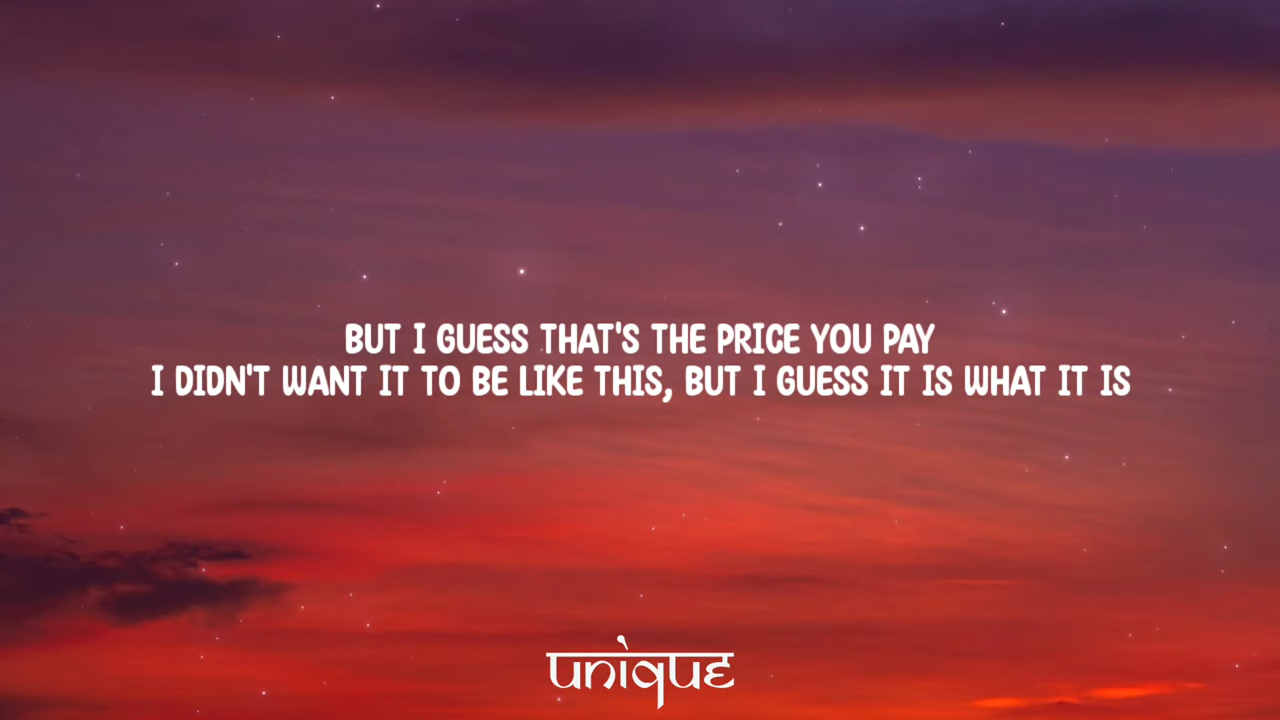 BUT I GUESS THAT'S THE PRICE YOU PAY
I DIDN'T WANT IT TO BE LIKE THIS, BUT I GUESS IT IS WHAT IT IS
unique